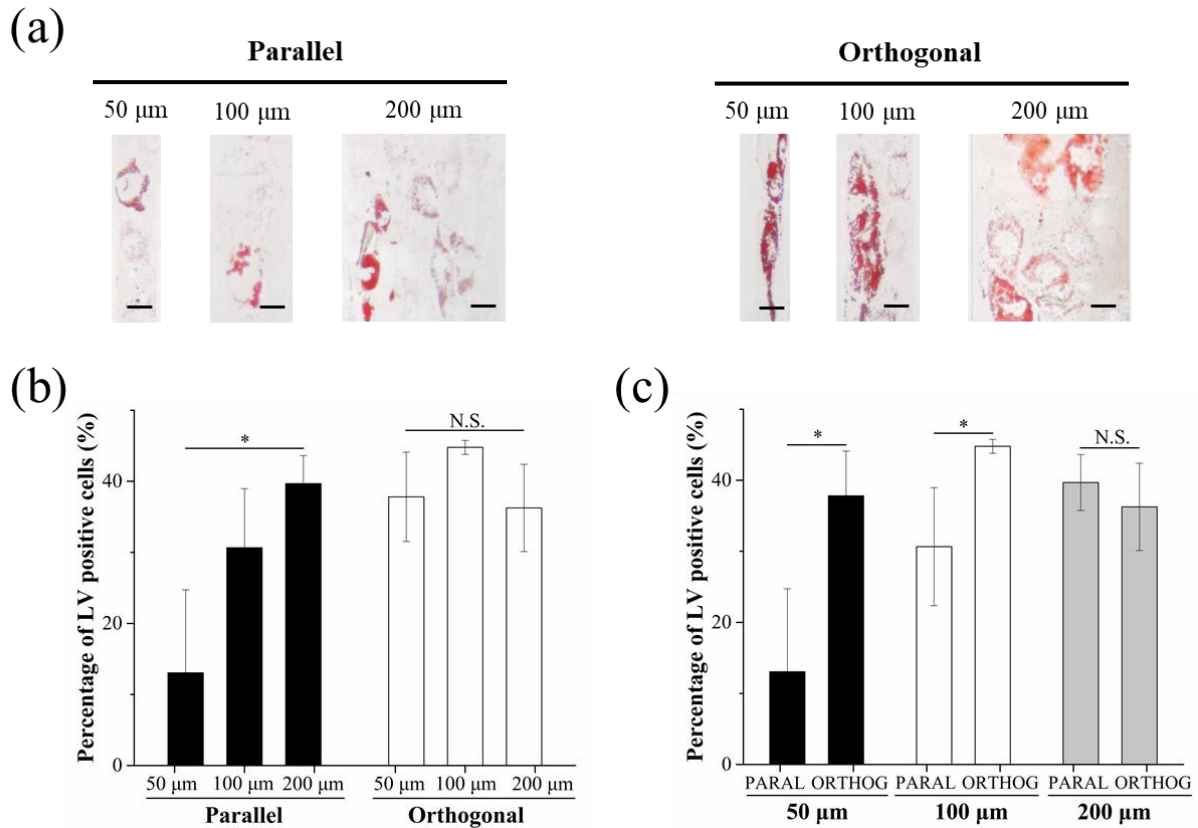 (a)
Parallel
50 μm 100 μm 200 μm
Orthogonal
50 μm 100 μm 200 μm
(b)
Percentage of LV positive cells (%)
40
20
0
*
N.S.
50 μm 100 μm 200 μm 50 μm 100 μm 200 μm
Parallel Orthogonal
(c)
Percentage of LV positive cells (%)
40
20
0
*
*
N.S.
PARAL ORTHOG PARAL ORTHOG PARAL ORTHOG
50 μm 100 μm 200 μm